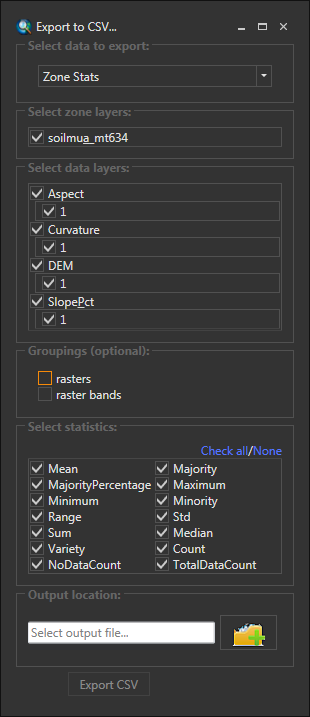 Export to CSV...
Select data to export:
Zone Stats
Select zone layers:
soilmua_mt634
Select data layers:
Aspect
1
Curvature
1
DEM
1
SlopePct
1
Groupings (optional):
rasters
raster bands
Select statistics:
Check all/None
Mean Majority
MajorityPercentage Maximum
Minimum Minority
Range Std
Sum Median
Variety Count
NoDataCount TotalDataCount
Output location:
Select output file...
Export CSV